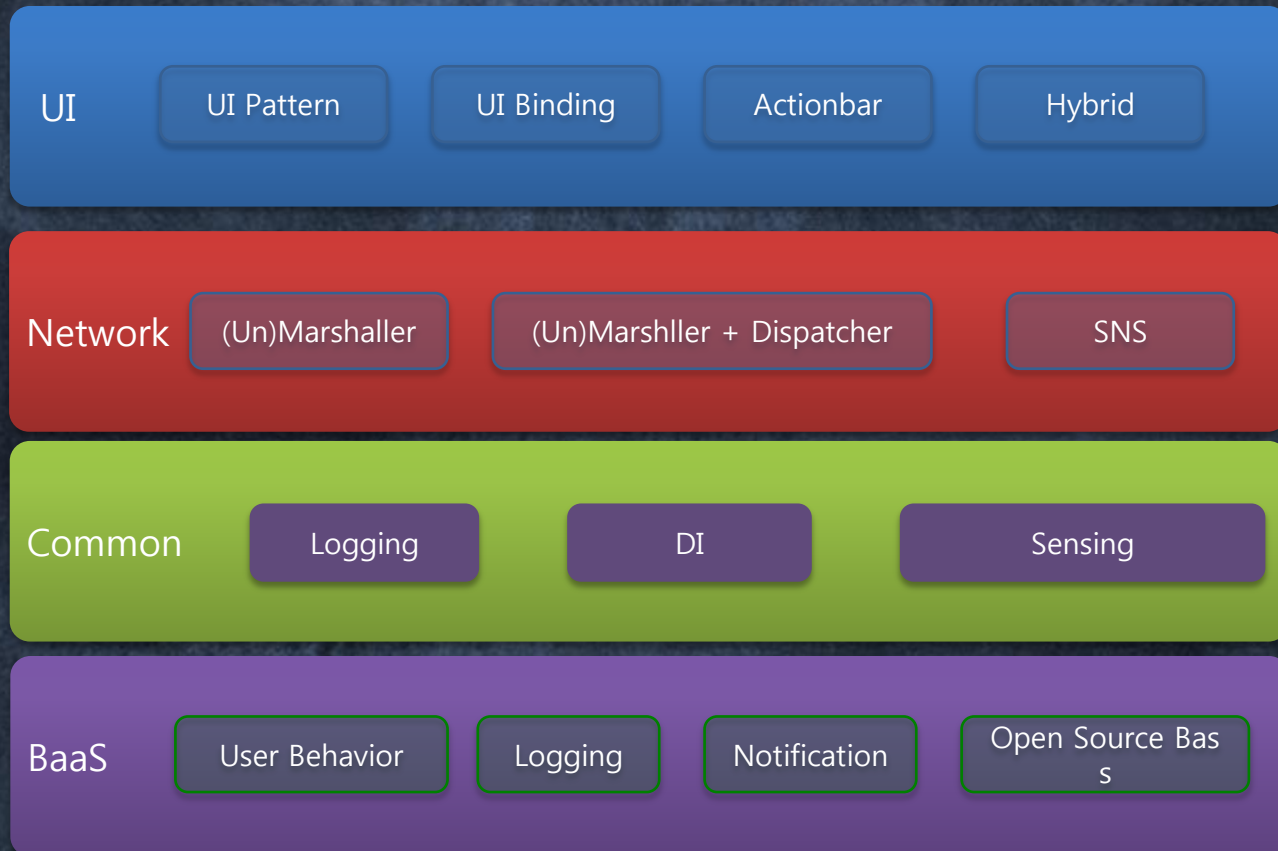 UI
UI Pattern
UI Binding
Actionbar
Hybrid
Network
(Un)Marshaller
(Un)Marshller + Dispatcher
SNS
Common
Logging
DI
Sensing
BaaS
User Behavior
Logging
Notification
Open Source Bas
s